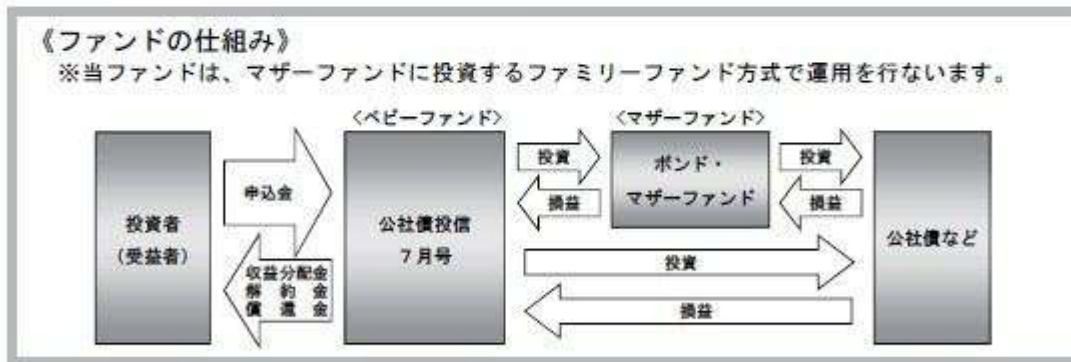 《ファンドの仕組み》
※当ファンドは、マザーファンドに投資するファミリーファンド方式で運用を行ないます。
〈ベビーファンド〉
〈マザーファンド〉
投資者
(受益者)
申込金
収益分配金
解約金
償還金
公社債投信
7月号
投資
損益
ボンド・
マザーファンド
投資
損益
投資
損益
公社債など